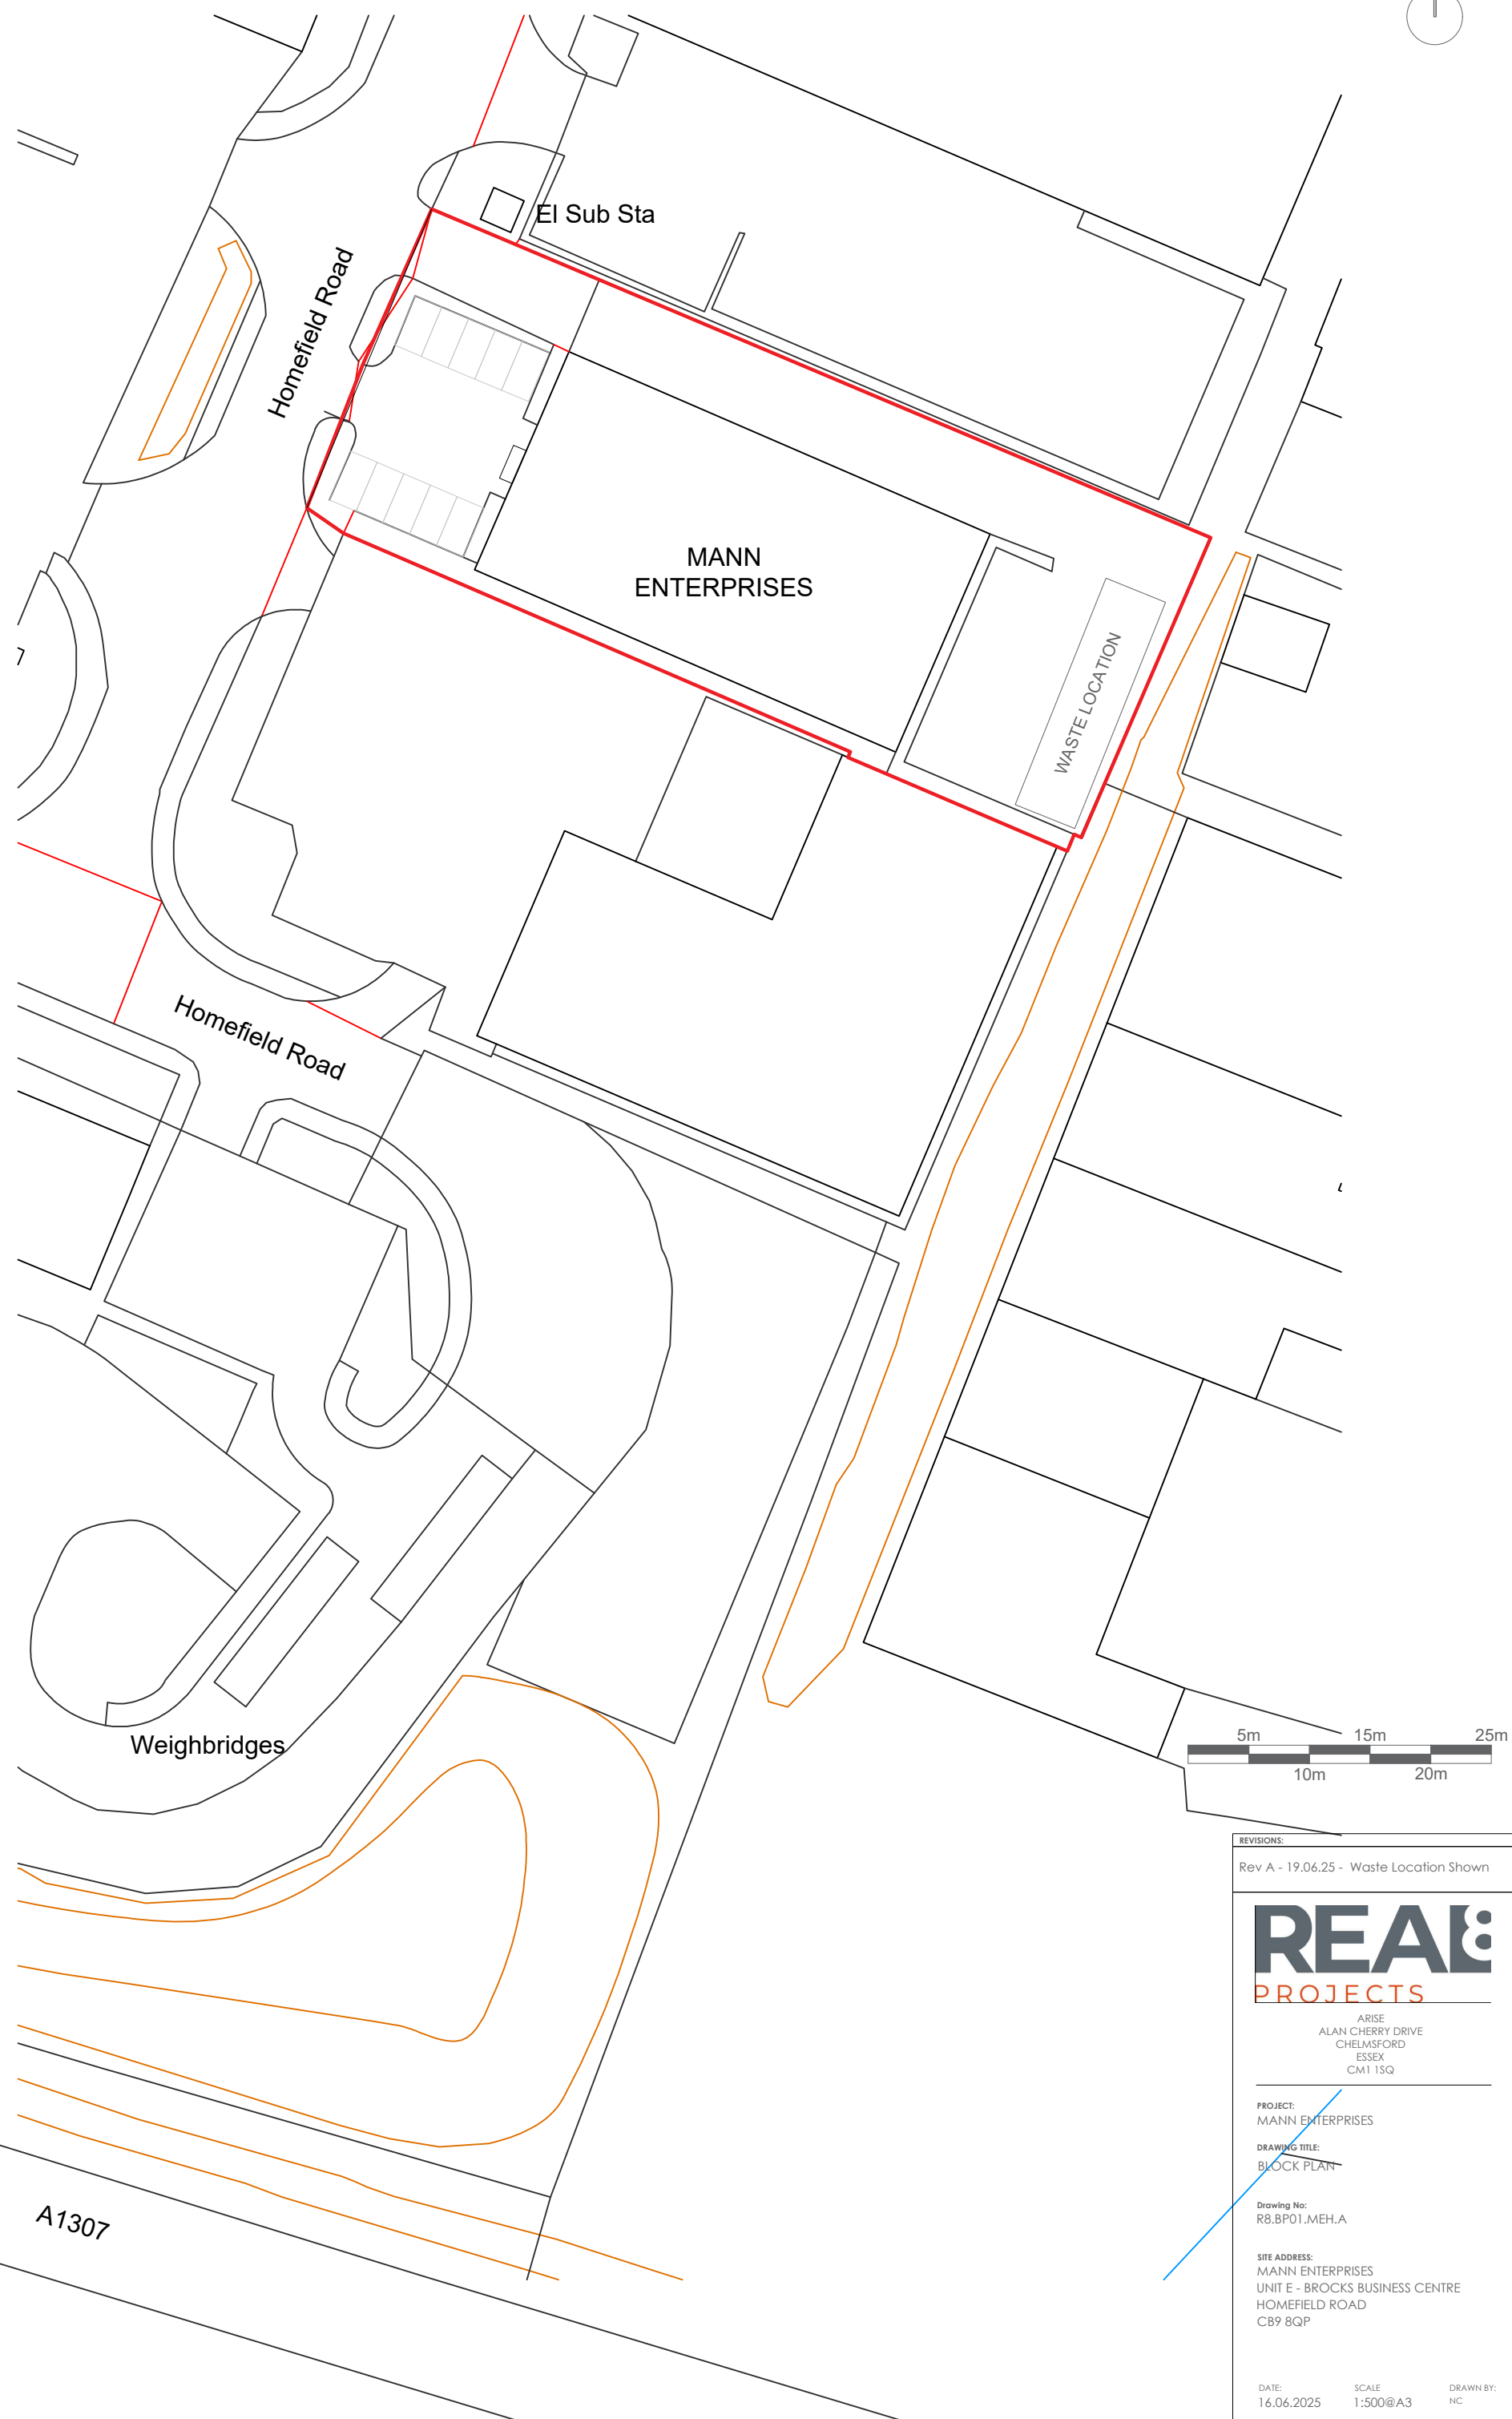 El Sub Sta
Homefield Road
MANN
ENTERPRISES
WASTE LOCATION
Homefield Road
Weighbridges
A1307
5m 15m 25m
10m 20m
REVISIONS:
Rev A - 19.06.25 - Waste Location Shown
REAL8
PROJECTS
ARISE
ALAN CHERRY DRIVE
CHELMSFORD
ESSEX
CM1 1SQ
PROJECT:
MANN ENTERPRISES
DRAWING TITLE:
BLOCK PLAN
Drawing No:
R8.BP01.MEH.A
SITE ADDRESS:
MANN ENTERPRISES
UNIT E - BROCKS BUSINESS CENTRE
HOMEFIELD ROAD
CB9 8QP
DATE: SCALE DRAWN BY:
16.06.2025 1:500@A3 NC